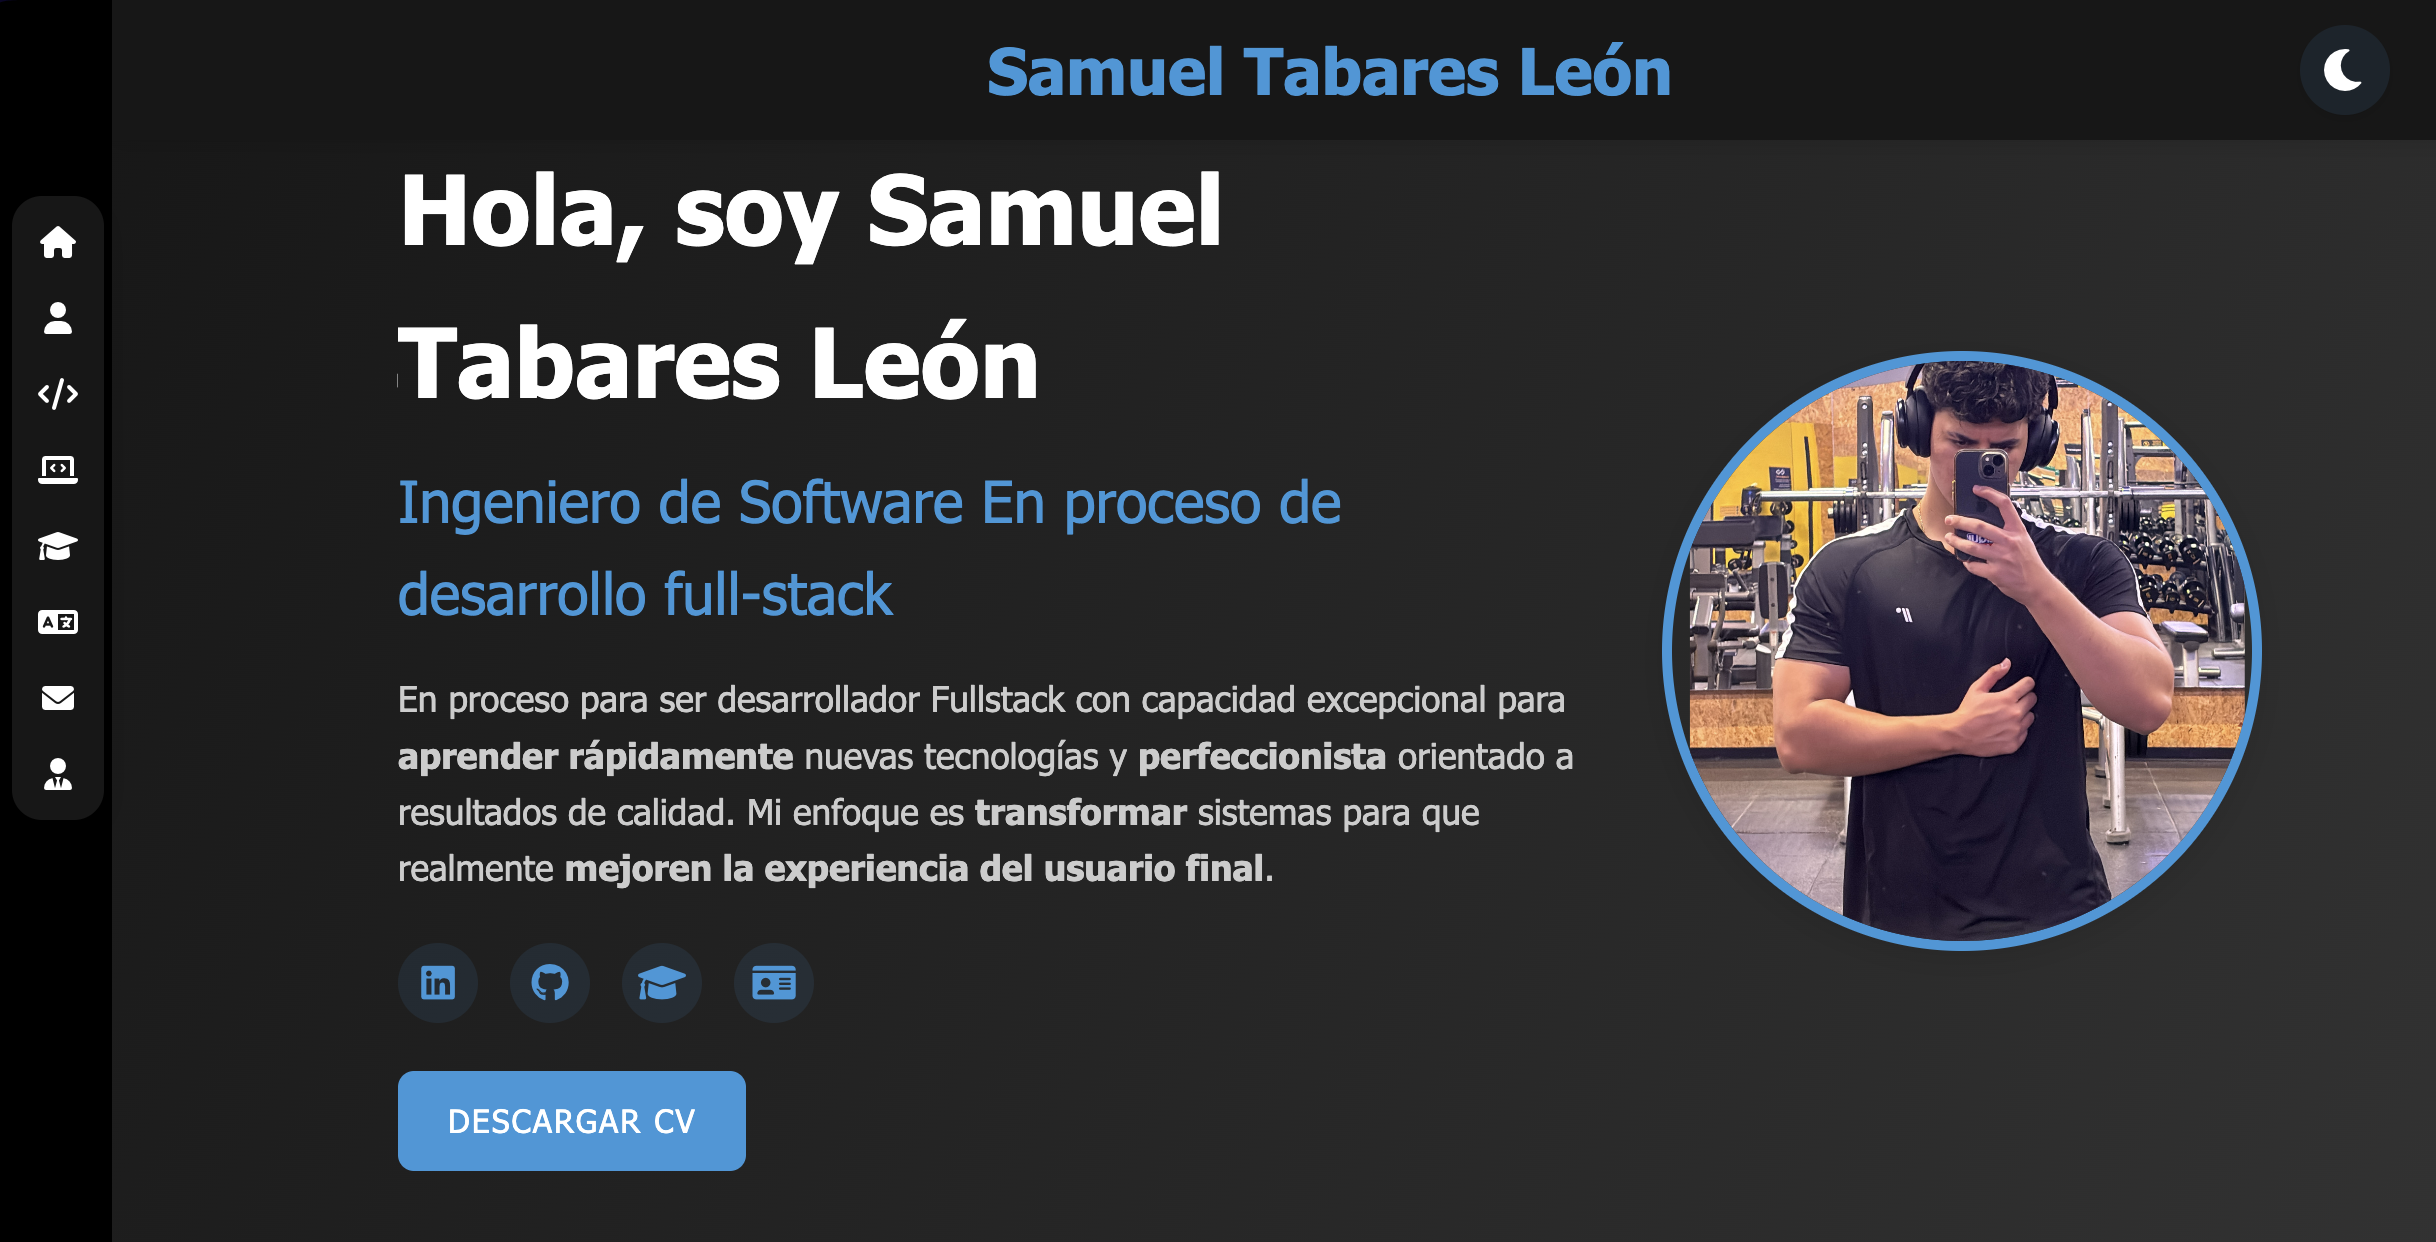 Samuel Tabares León
Hola, soy Samuel
Tabares León
Ingeniero de Software En proceso de
desarrollo full-stack
En proceso para ser desarrollador Fullstack con capacidad excepcional para
aprender rápidamente nuevas tecnologías y perfeccionista orientado a
resultados de calidad. Mi enfoque es transformar sistemas para que
realmente mejoren la experiencia del usuario final.
DESCARGAR CV